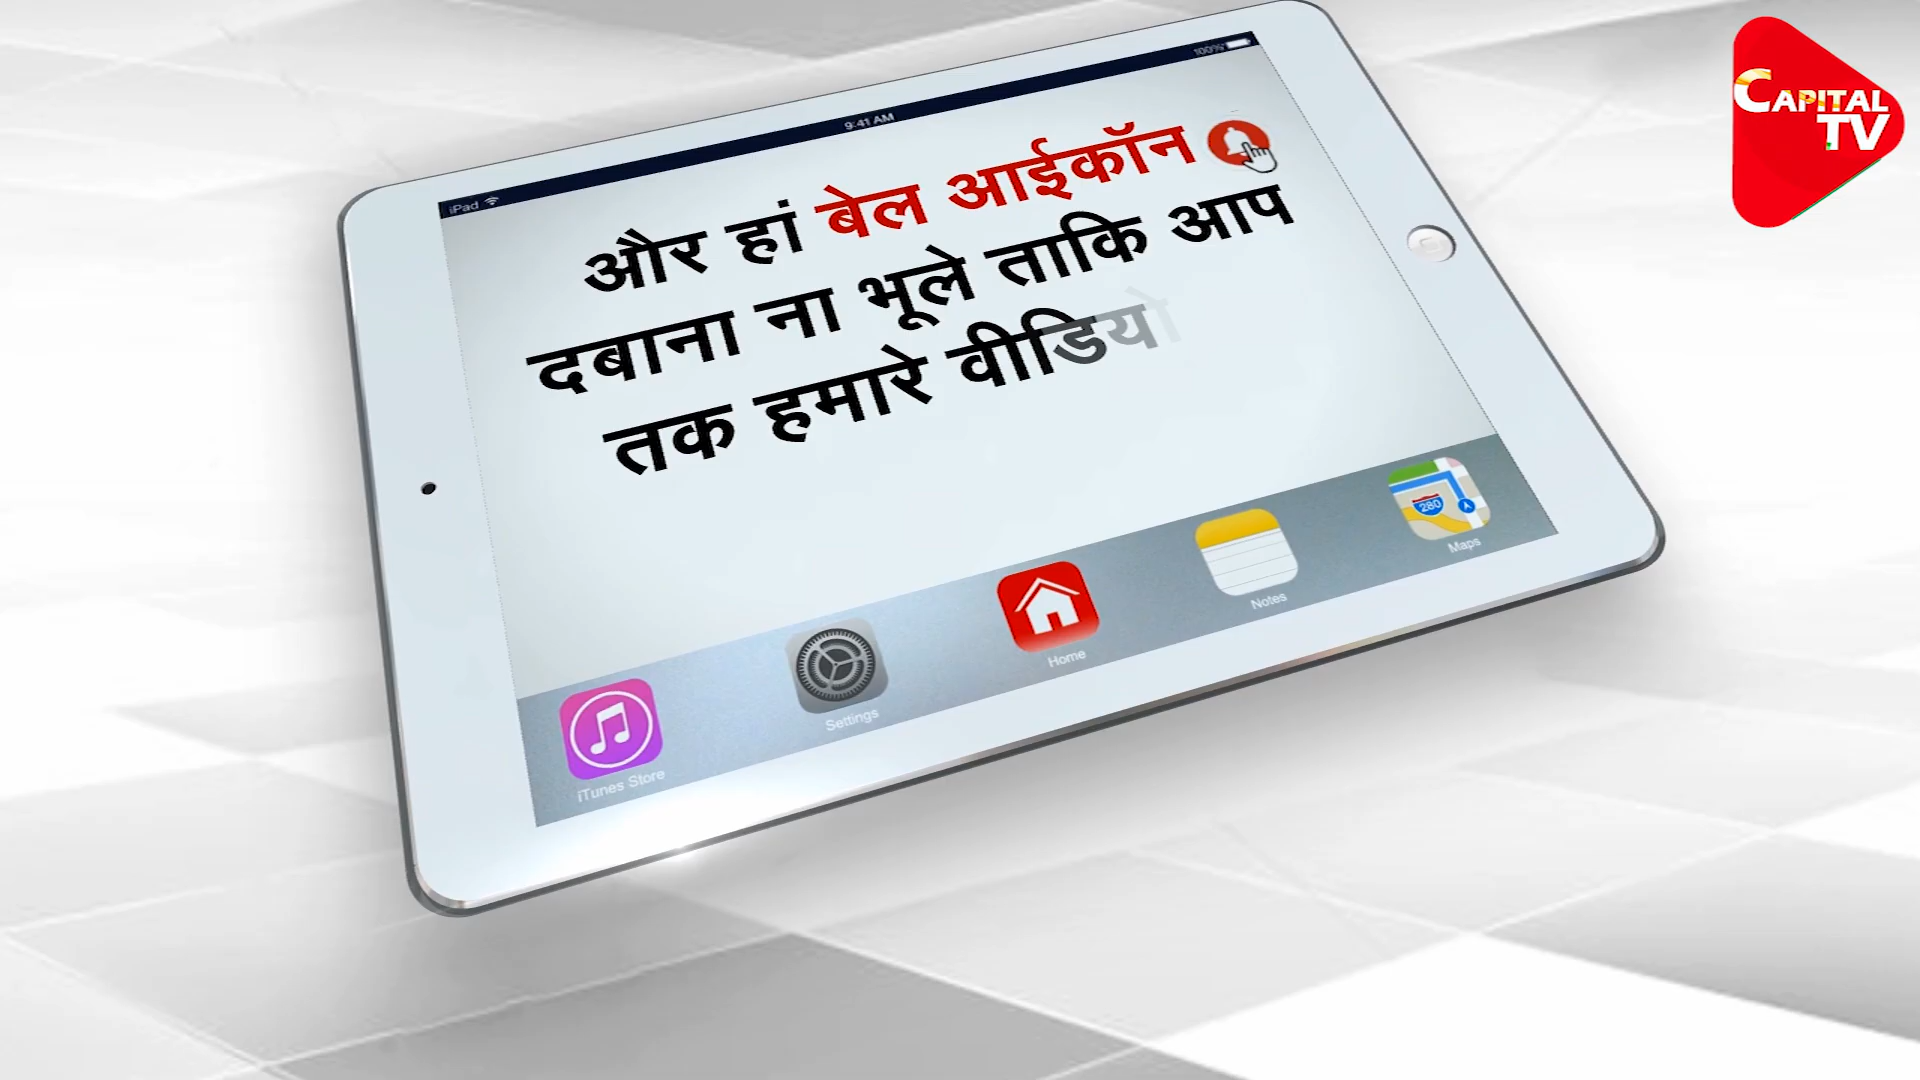 CAPITAL
TV
iPad
9:41 AM
100%
और हां बेल आईकॉन
दबाना ना भूले ताकि आप
तक हमारे वीडियो
iTunes Store
Settings
Home
Notes
280
Maps